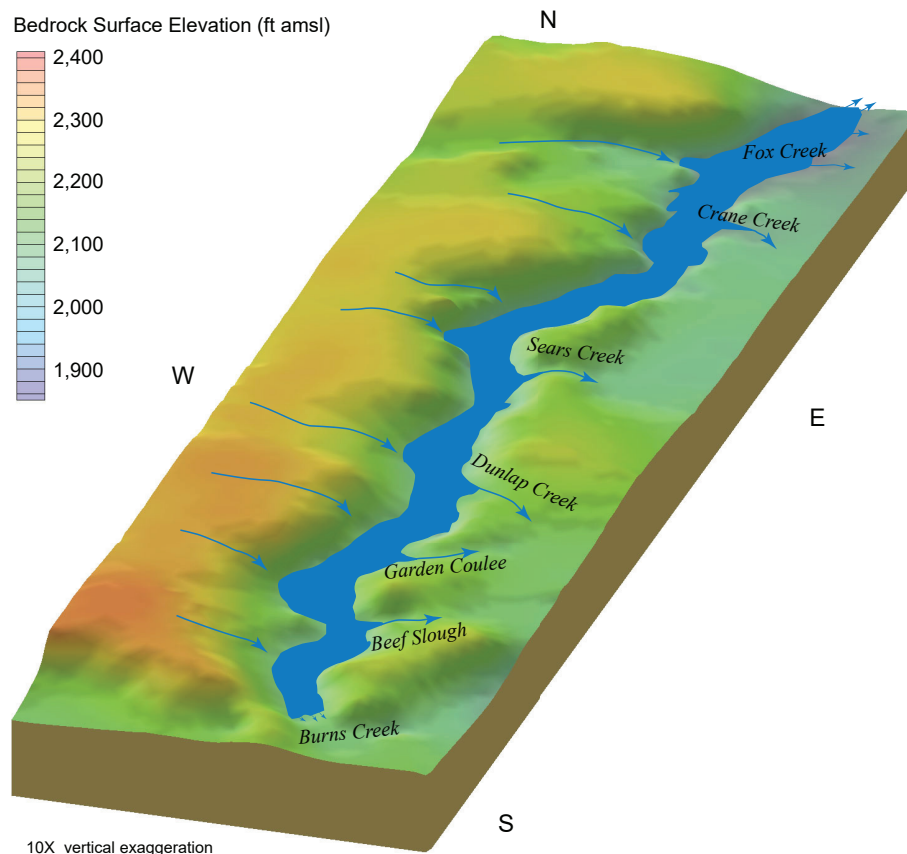 Bedrock Surface Elevation (ft amsl)
2,400
2,300
2,200
2,100
2,000
1,900
N
Fox Creek
Crane Creek
Sears Creek
W
E
Dunlap Creek
Garden Coulee
Beef Slough
Burns Creek
S
10X vertical exaggeration